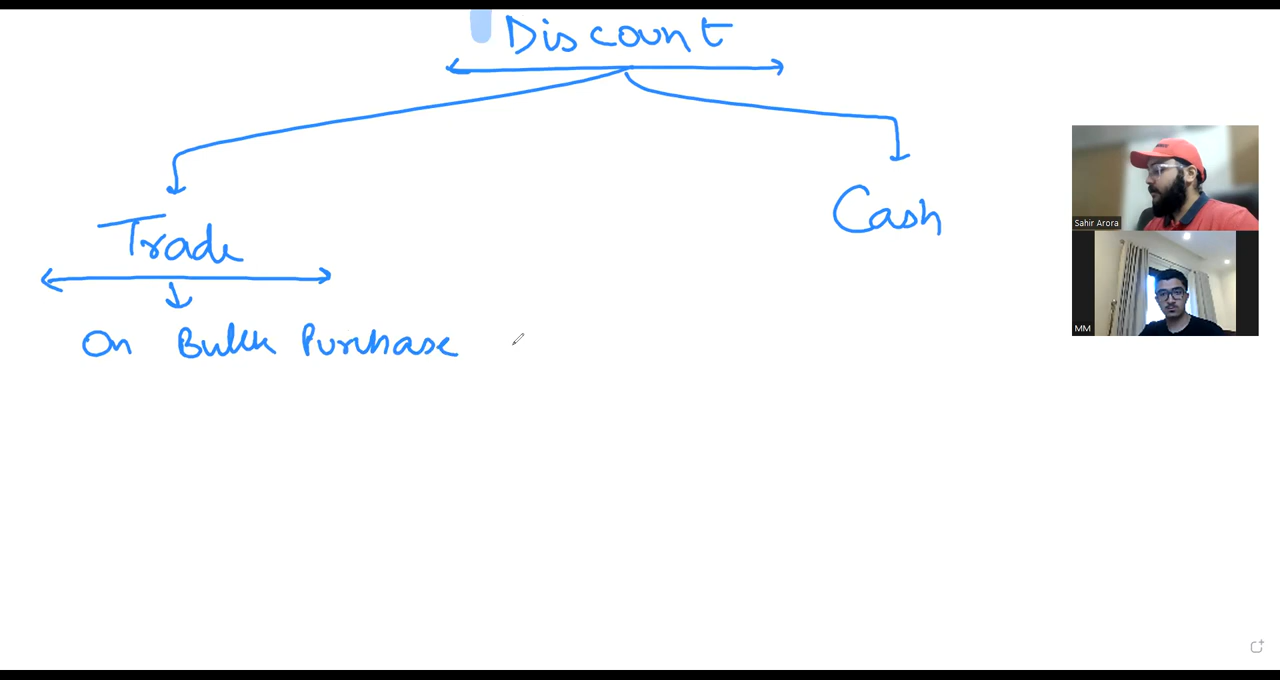 Discount
Trade
Cash
On Bulk Purchase
Sahir Arora
MM